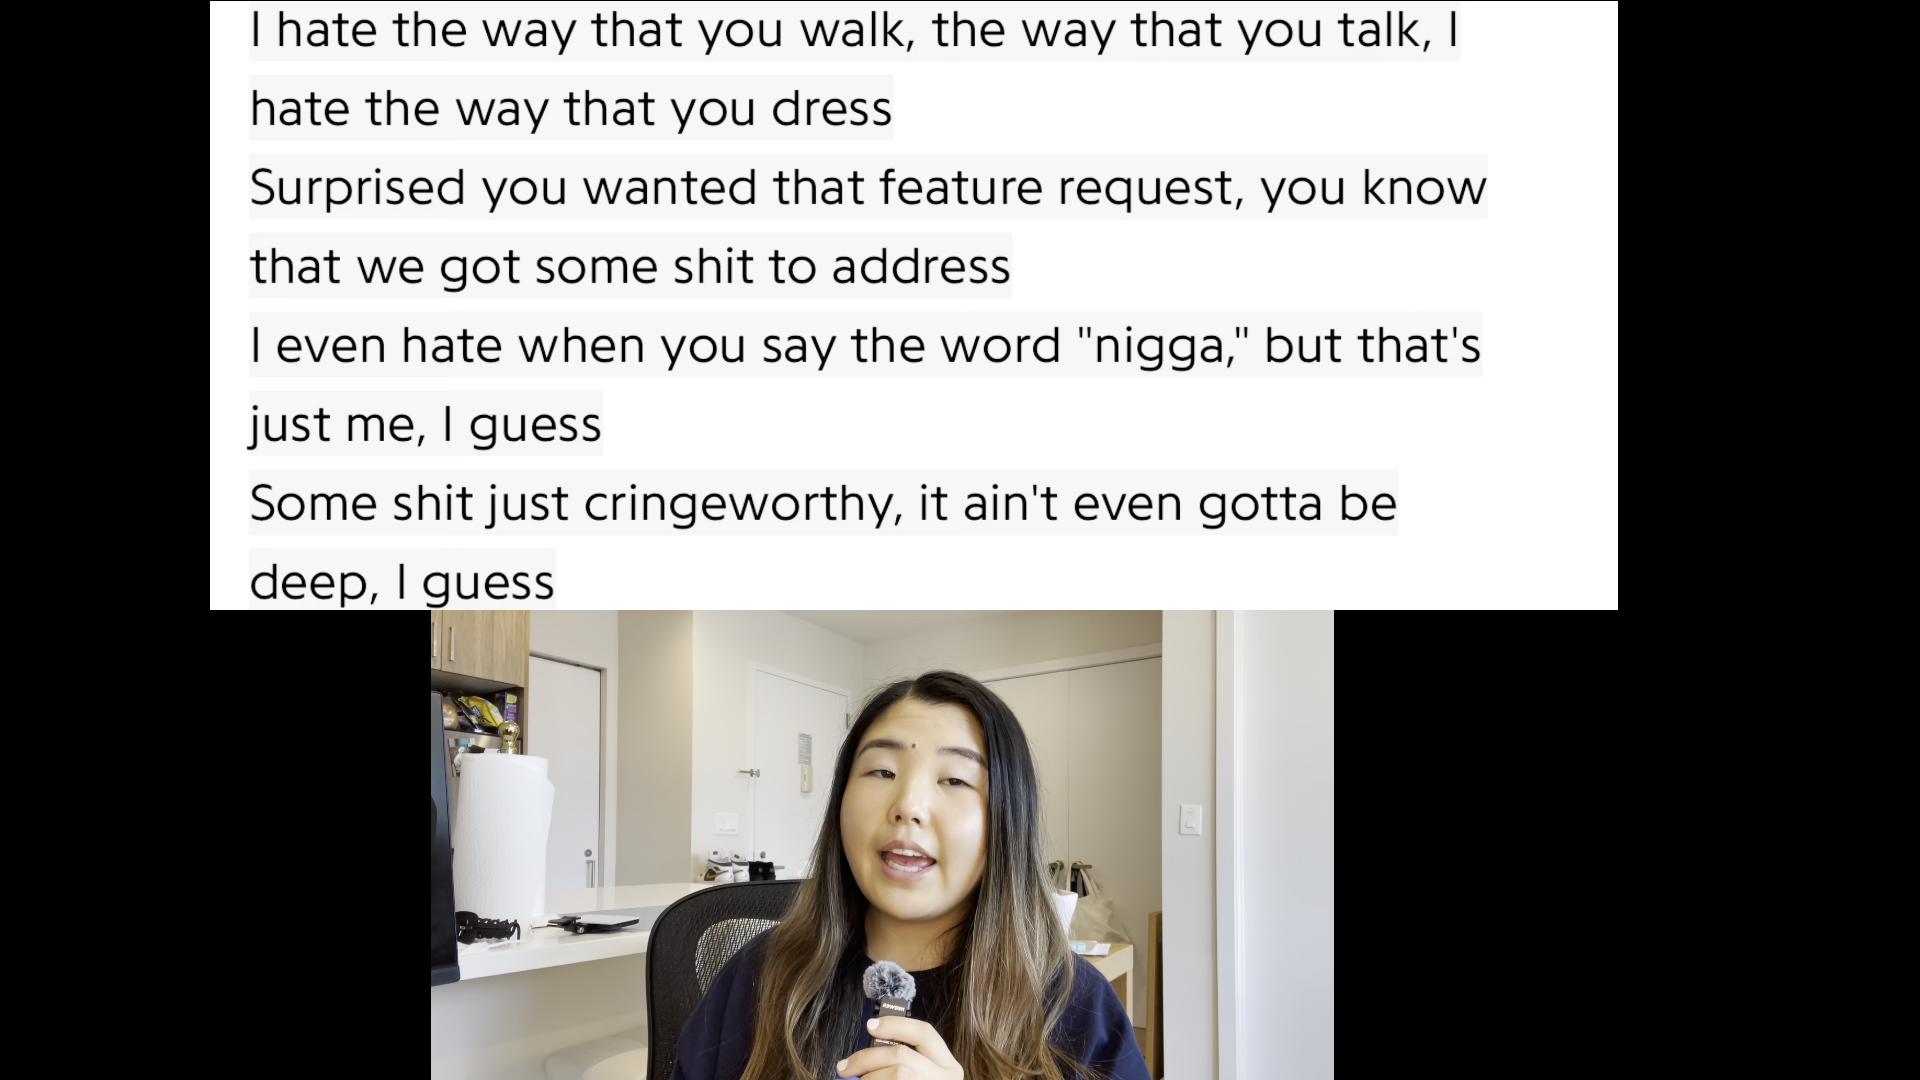 I hate the way that you walk, the way that you talk, I
hate the way that you dress
Surprised you wanted that feature request, you know
that we got some shit to address
I even hate when you say the word "nigga," but that's
just me, I guess
Some shit just cringeworthy, it ain't even gotta be
deep, I guess